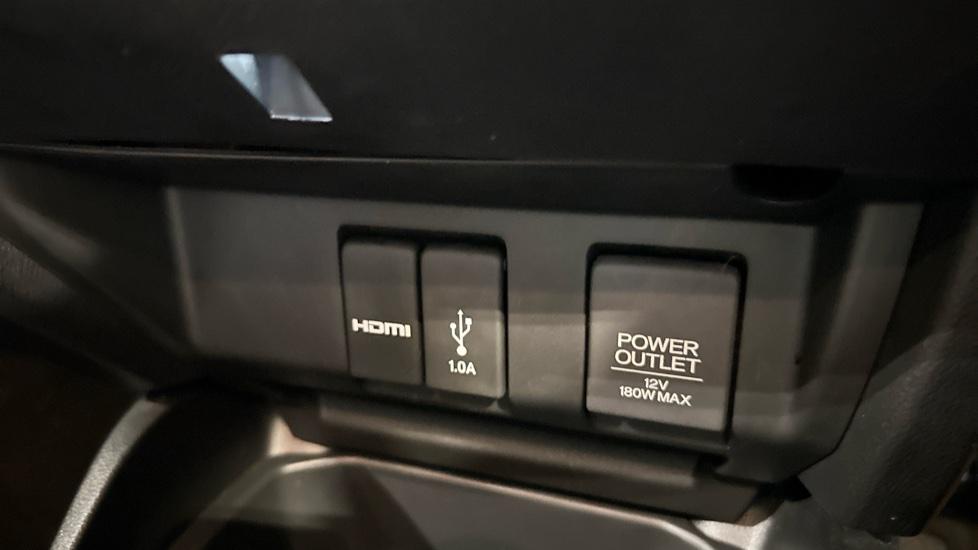 HDMI
1.0A
POWER
OUTLET
12V
180W MAX